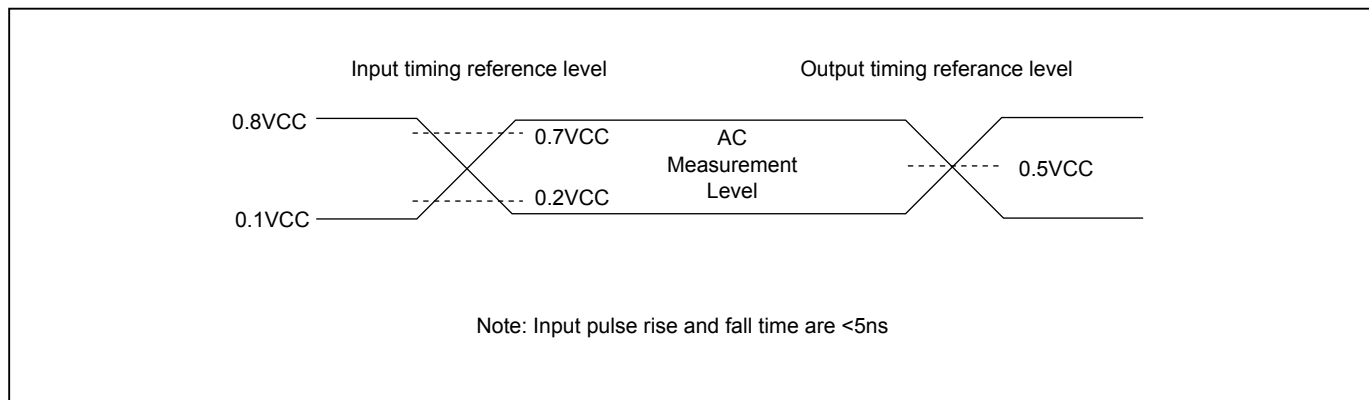 Input timing reference level
Output timing referance level
0.8VCC
0.7VCC
AC
Measurement
Level
0.5VCC
0.2VCC
0.1VCC
Note: Input pulse rise and fall time are <5ns